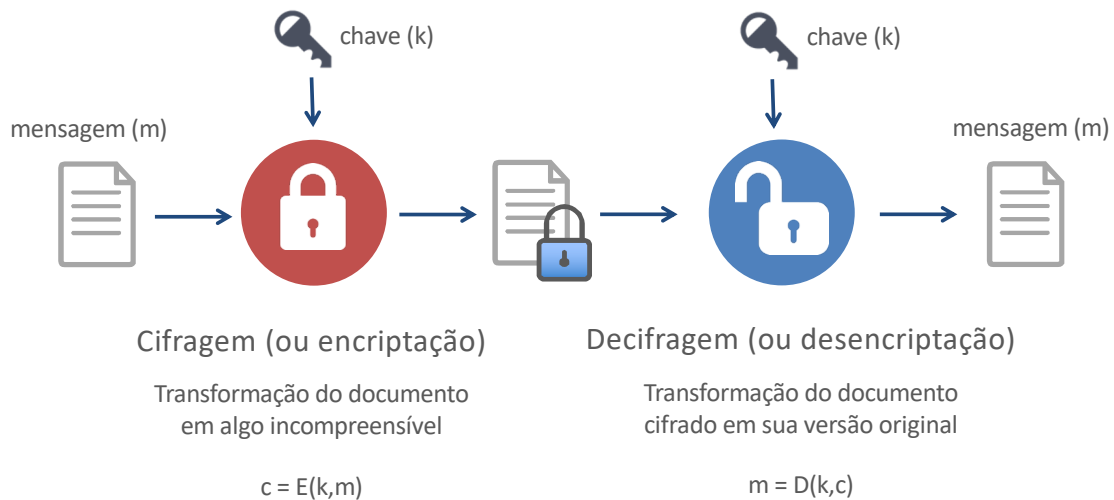 chave (k)
chave (k)
mensagem (m)
mensagem (m)
Cifragem (ou encriptação)
Transformação do documento
em algo incompreensível
c = E(k,m)
Decifragem (ou desencriptação)
Transformação do documento
cifrado em sua versão original
m = D(k,c)